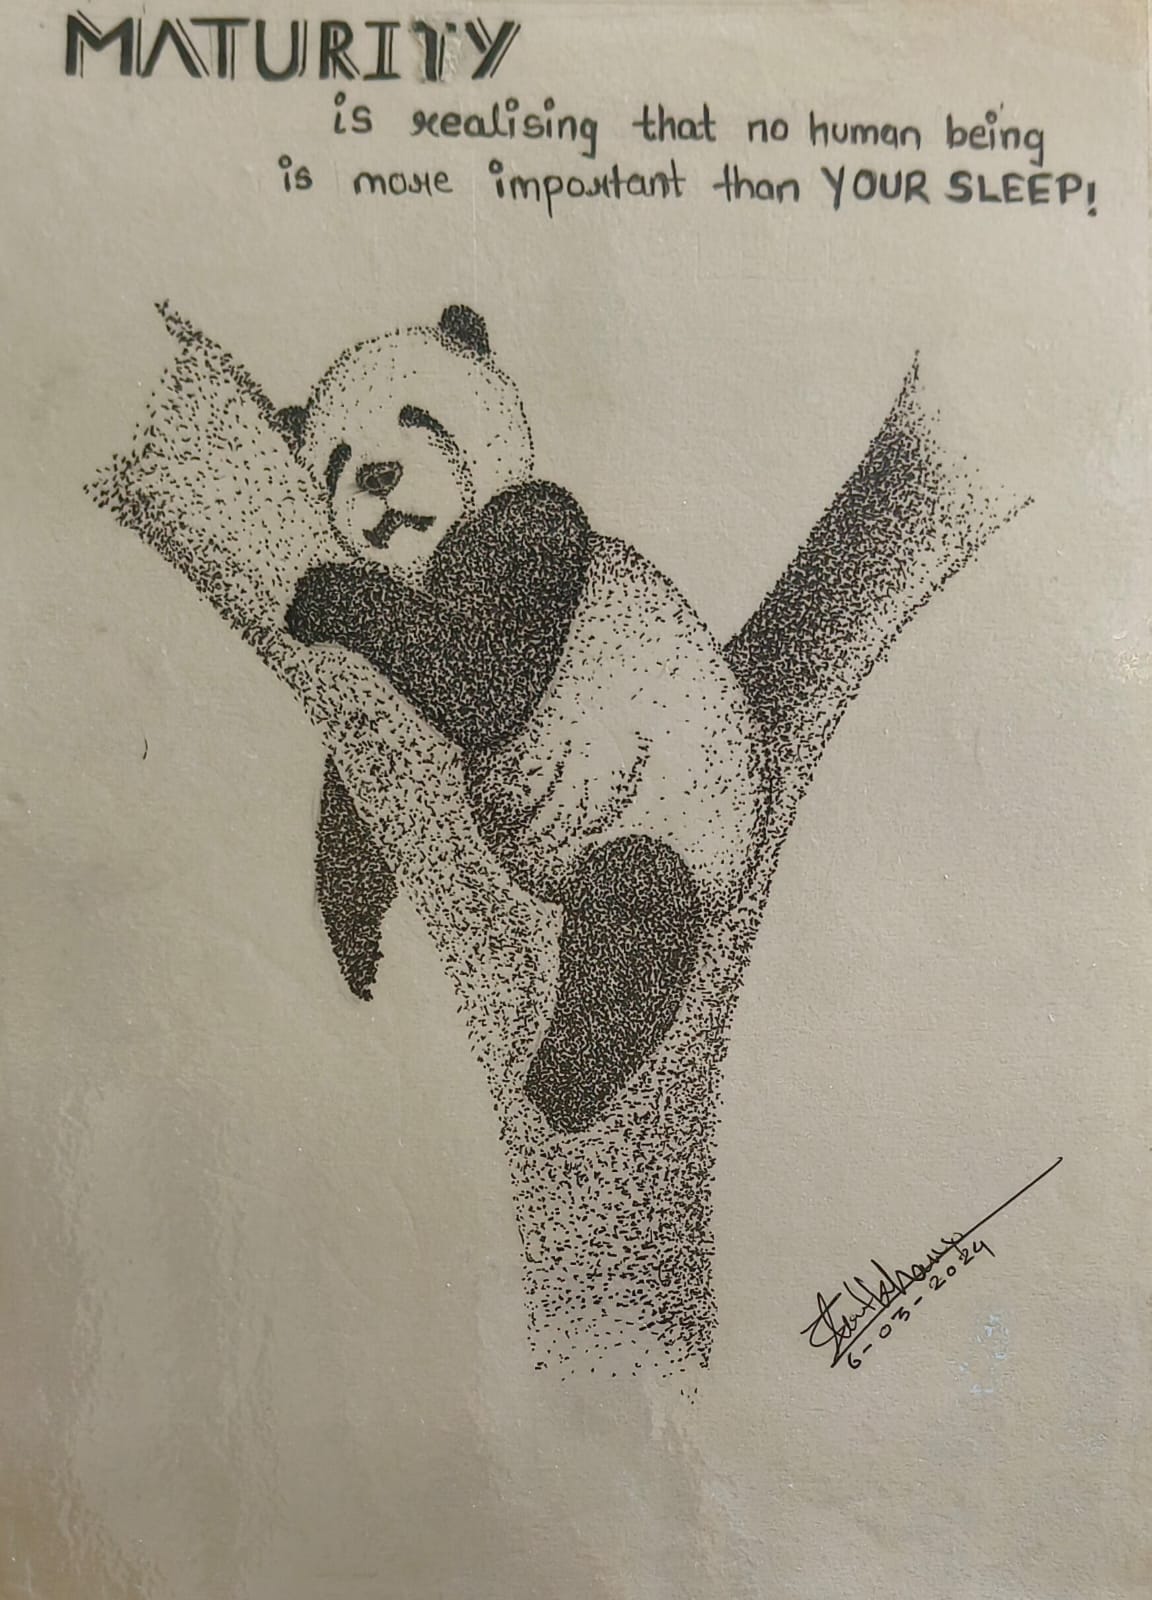 MATURITY
is realising that no human being
is more important than YOUR SLEEP!
6-03-2024